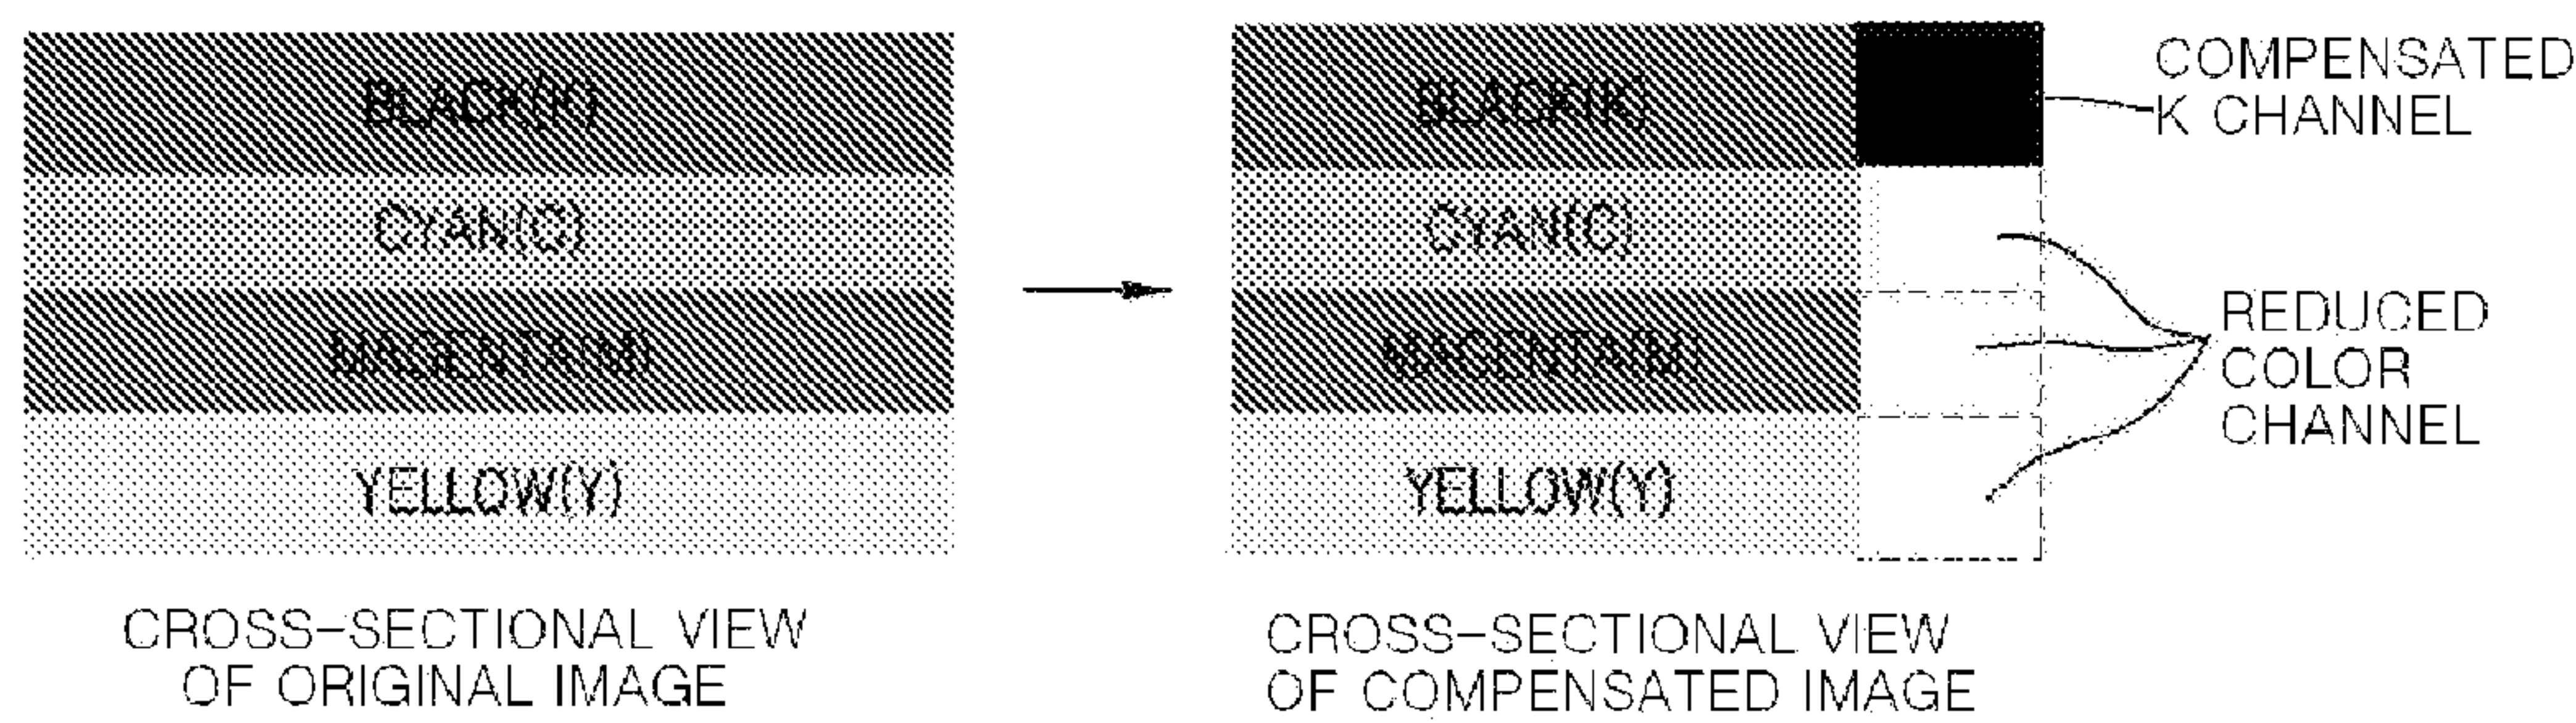 BLACK(K)
CYAN(C)
MAGENTA(M)
YELLOW(Y)
CROSS-SECTIONAL VIEW
OF ORIGINAL IMAGE
BLACK(K)
CYAN(C)
MAGENTA(M)
YELLOW(Y)
COMPENSATED
K CHANNEL
REDUCED
COLOR
CHANNEL
CROSS-SECTIONAL VIEW
OF COMPENSATED IMAGE